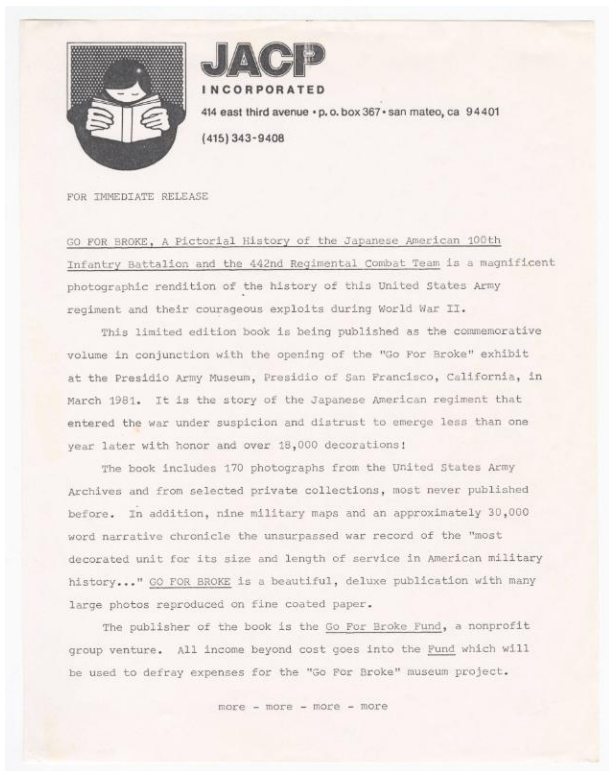 JACP
INCORPORATED
414 east third avenue • p. o. box 367 • san mateo, ca 94401
(415) 343-9408
FOR IMMEDIATE RELEASE
GO FOR BROKE, A Pictorial History of the Japanese American 100th
Infantry Battalion and the 442nd Regimental Combat Team is a magnificent
photographic rendition of the history of this United States Army
regiment and their courageous exploits during World War II.
This limited edition book is being published as the commemorative
volume in conjunction with the opening of the "Go For Broke" exhibit
at the Presidio Army Museum, Presidio of San Francisco, California, in
March 1981. It is the story of the Japanese American regiment that
entered the war under suspicion and distrust to emerge less than one
year later with honor and over 18,000 decorations!
The book includes 170 photographs from the United States Army
Archives and from selected private collections, most never published
before. In addition, nine military maps and an approximately 30,000
word narrative chronicle the unsurpassed war record of the "most
decorated unit for its size and length of service in American military
history..." GO FOR BROKE is a beautiful, deluxe publication with many
large photos reproduced on fine coated paper.
The publisher of the book is the Go For Broke Fund, a nonprofit
group venture. All income beyond cost goes into the Fund which will
be used to defray expenses for the "Go For Broke" museum project.
more - more - more - more